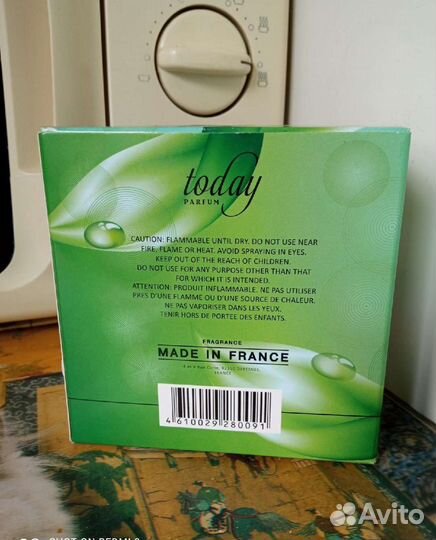 today
PARFUM
CAUTION: FLAMMABLE UNTIL DRY. DO NOT USE NEAR
FIRE, FLAME OR HEAT. AVOID SPRAYING IN EYES.
KEEP OUT OF THE REACH OF CHILDREN.
DO NOT USE FOR ANY PURPOSE OTHER THAN THAT
FOR WHICH IT IS INTENDED.
ATTENTION: PRODUIT INFLAMMABLE. NE PAS UTILISER
PRES D'UNE FLAMME OU D'UNE SOURCE DE CHALEUR.
NE PAS VAPORISER DANS LES YEUX.
TENIR HORS DE PORTEE DES ENFANTS.
FRAGRANCE
MADE IN FRANCE
FRANCE
4 610029 280091
Avito